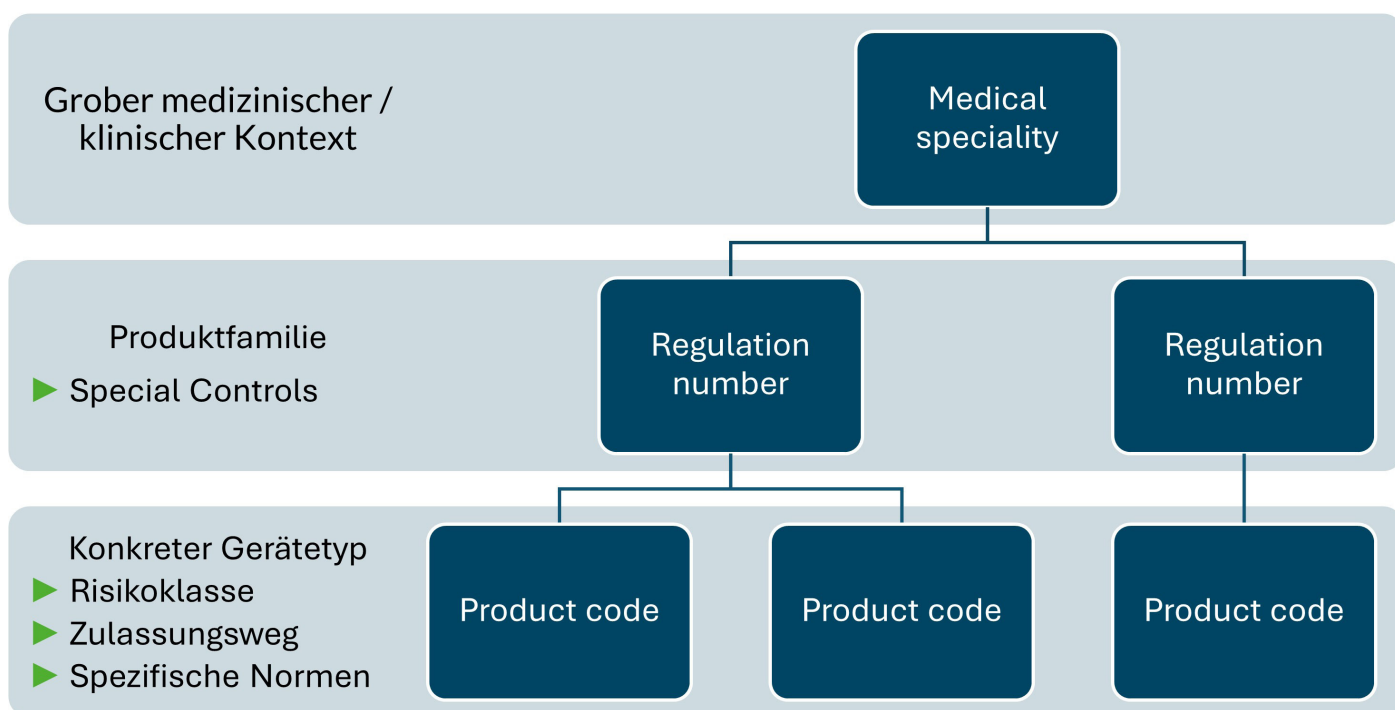 Grober medizinischer /
klinischer Kontext
Medical
speciality
Produktfamilie
Special Controls
Regulation
number
Regulation
number
Konkreter Gerätetyp
Risikoklasse
Zulassungsweg
Spezifische Normen
Product code
Product code
Product code